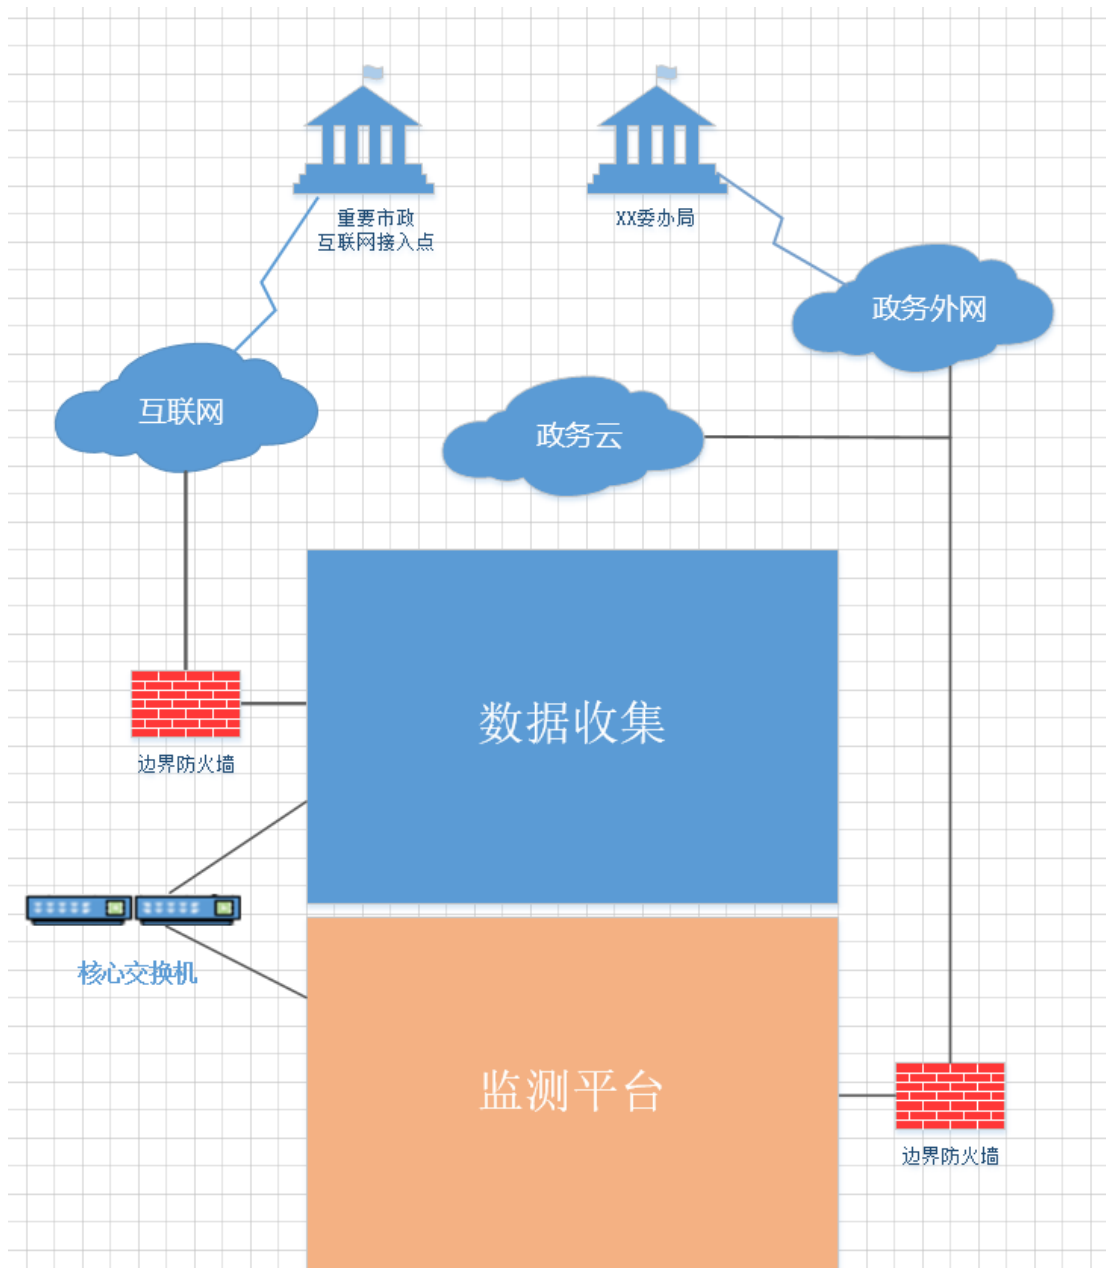 重要市政
互联网接入点
XX委办局
政务外网
互联网
政务云
数据收集
边界防火墙
核心交换机
监测平台
边界防火墙